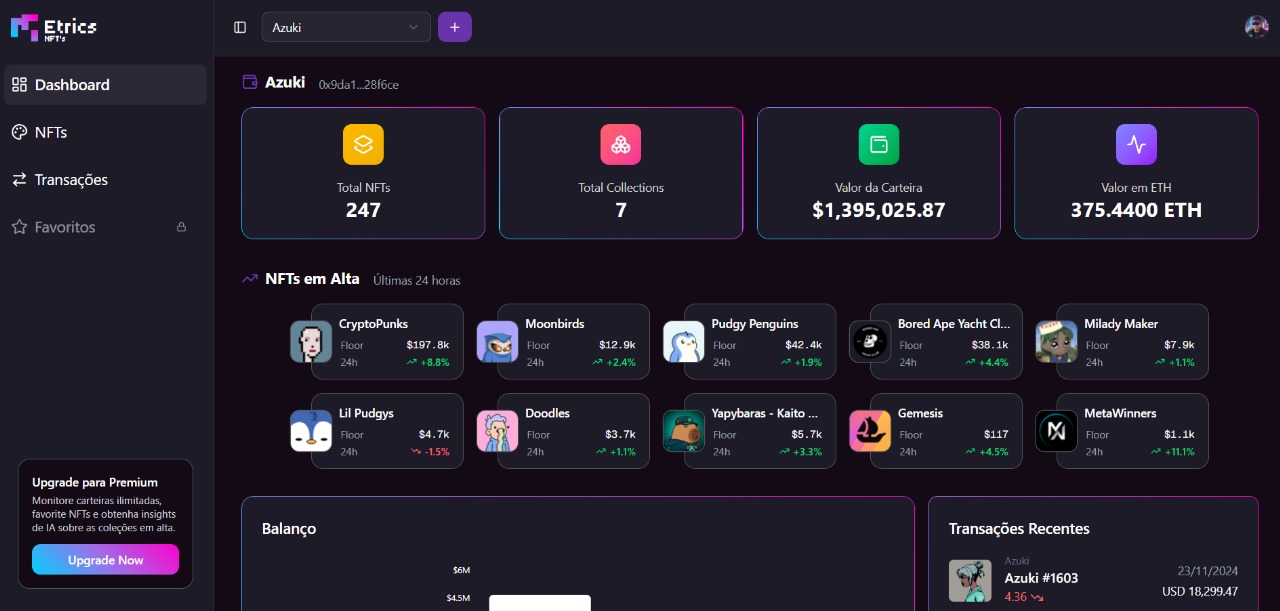 Etrics
NFT's
Azuki
+
Dashboard
NFTs
Transações
Favoritos
Azuki 0x9da1...28f6ce
Total NFTs
247
Total Collections
7
Valor da Carteira
$1,395,025.87
Valor em ETH
375.4400 ETH
NFTs em Alta Últimas 24 horas
CryptoPunks
Floor $197.8k
24h +8.8%
Moonbirds
Floor $12.9k
24h +2.4%
Pudgy Penguins
Floor $42.4k
24h +1.9%
Bored Ape Yacht Cl...
Floor $38.1k
24h +4.4%
Milady Maker
Floor $7.9k
24h +1.1%
Lil Pudgys
Floor $4.7k
24h -1.5%
Doodles
Floor $3.7k
24h +1.1%
Yapybaras - Kaito ...
Floor $5.7k
24h +3.3%
Gemesis
Floor $117
24h +4.5%
MetaWinners
Floor $1.1k
24h +11.1%
Upgrade para Premium
Monitore carteiras ilimitadas,
favorite NFTs e obtenha insights
de IA sobre as coleções em alta.
Upgrade Now
Balanço
$6M
$4.5M
Transações Recentes
Azuki
Azuki #1603
4.36
23/11/2024
USD 18,299.47